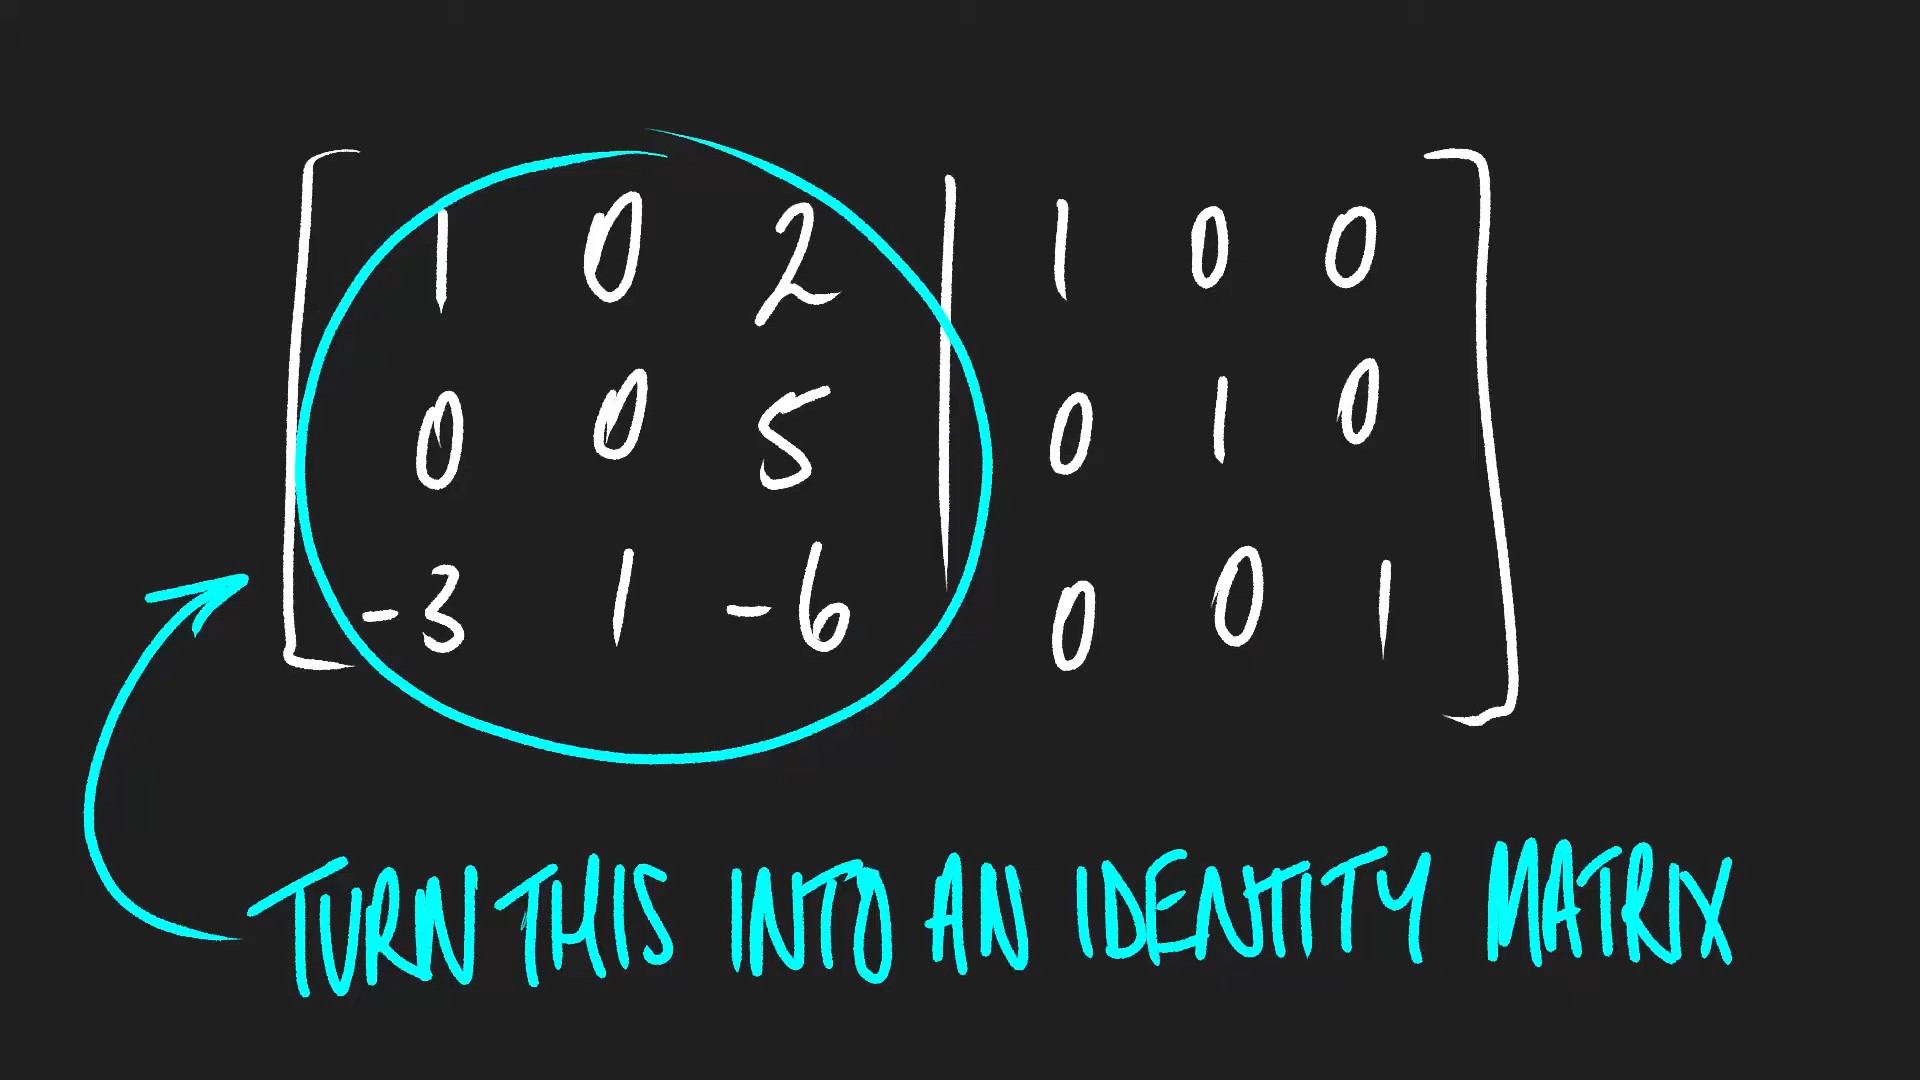 1 0 2 | 1 0 0
0 0 5 | 0 1 0
-3 1 -6 | 0 0 1
TURN THIS INTO AN IDENTITY MATRIX